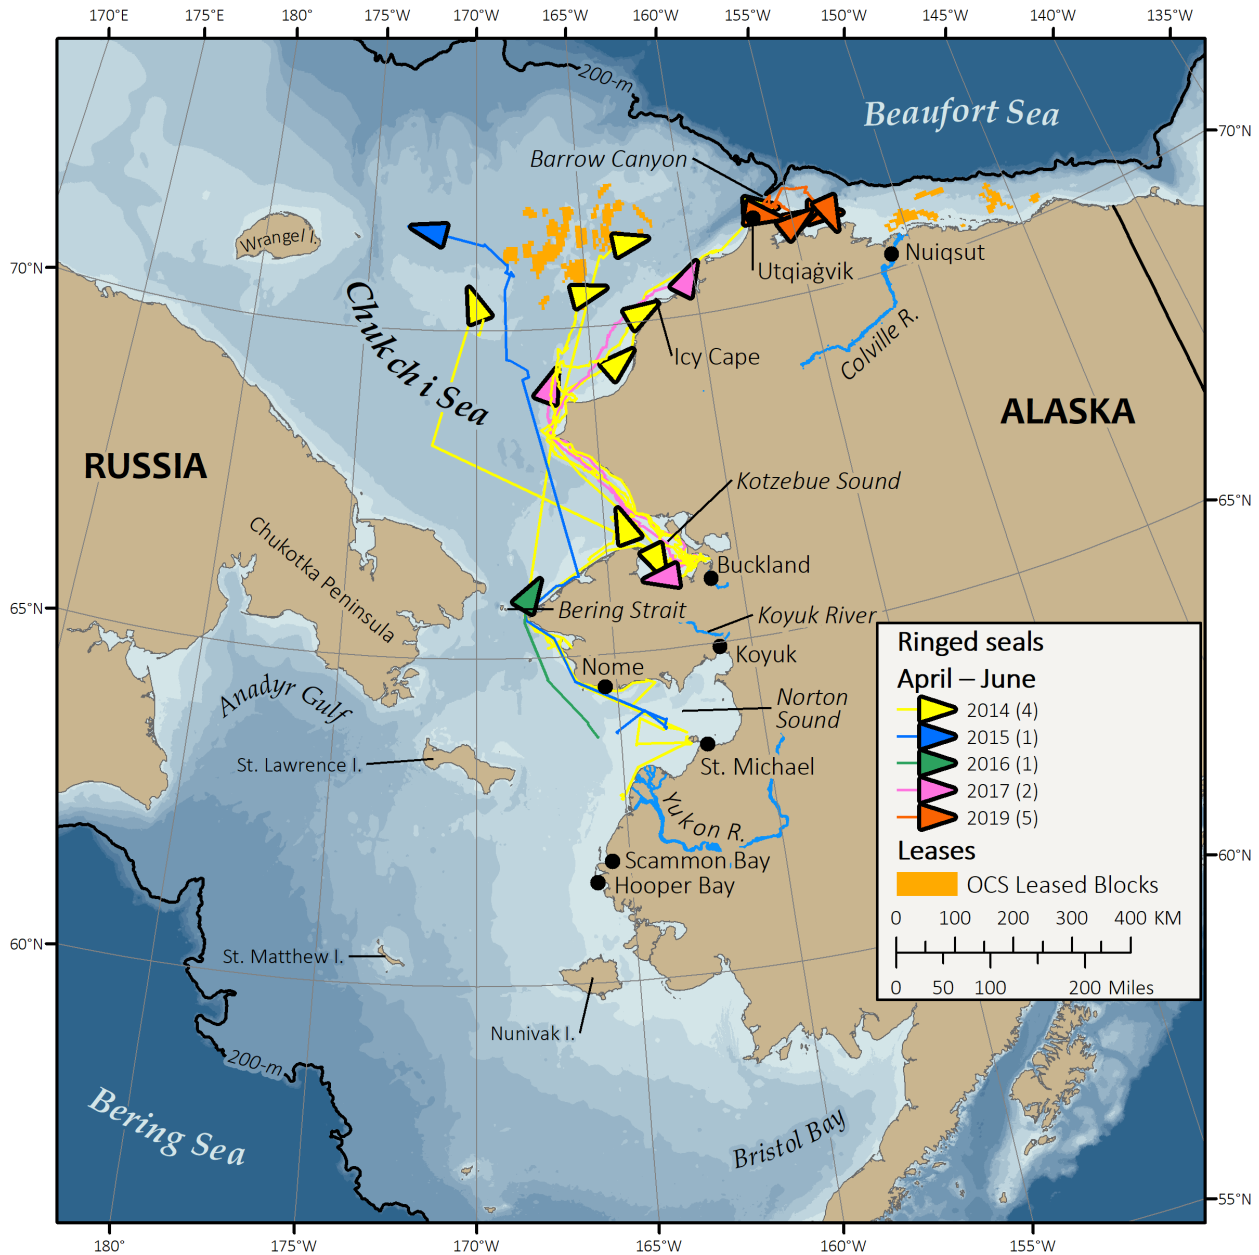 170°E 175°E 180° 175°W 170°W 165°W 160°W 155°W 150°W 145°W 140°W 135°W
200-m
Beaufort Sea
70°N
Barrow Canyon
Wrangel I.
Utqiaġvik
Nuiqsut
70°N
Chukchi Sea
Icy Cape
Colville R.
ALASKA
RUSSIA
Kotzebue Sound
65°N
Chukotka Peninsula
Buckland
65°N
Bering Strait
Koyuk River
Koyuk
Nome
Anadyr Gulf
Norton
Sound
St. Lawrence I.
St. Michael
Yukon R.
Scammon Bay
Hooper Bay
60°N
Ringed seals
April – June
2014 (4)
2015 (1)
2016 (1)
2017 (2)
2019 (5)
Leases
OCS Leased Blocks
0 100 200 300 400 KM
0 50 100 200 Miles
60°N
St. Matthew I.
Nunivak I.
200-m
Bering Sea
Bristol Bay
55°N
180° 175°W 170°W 165°W 160°W 155°W